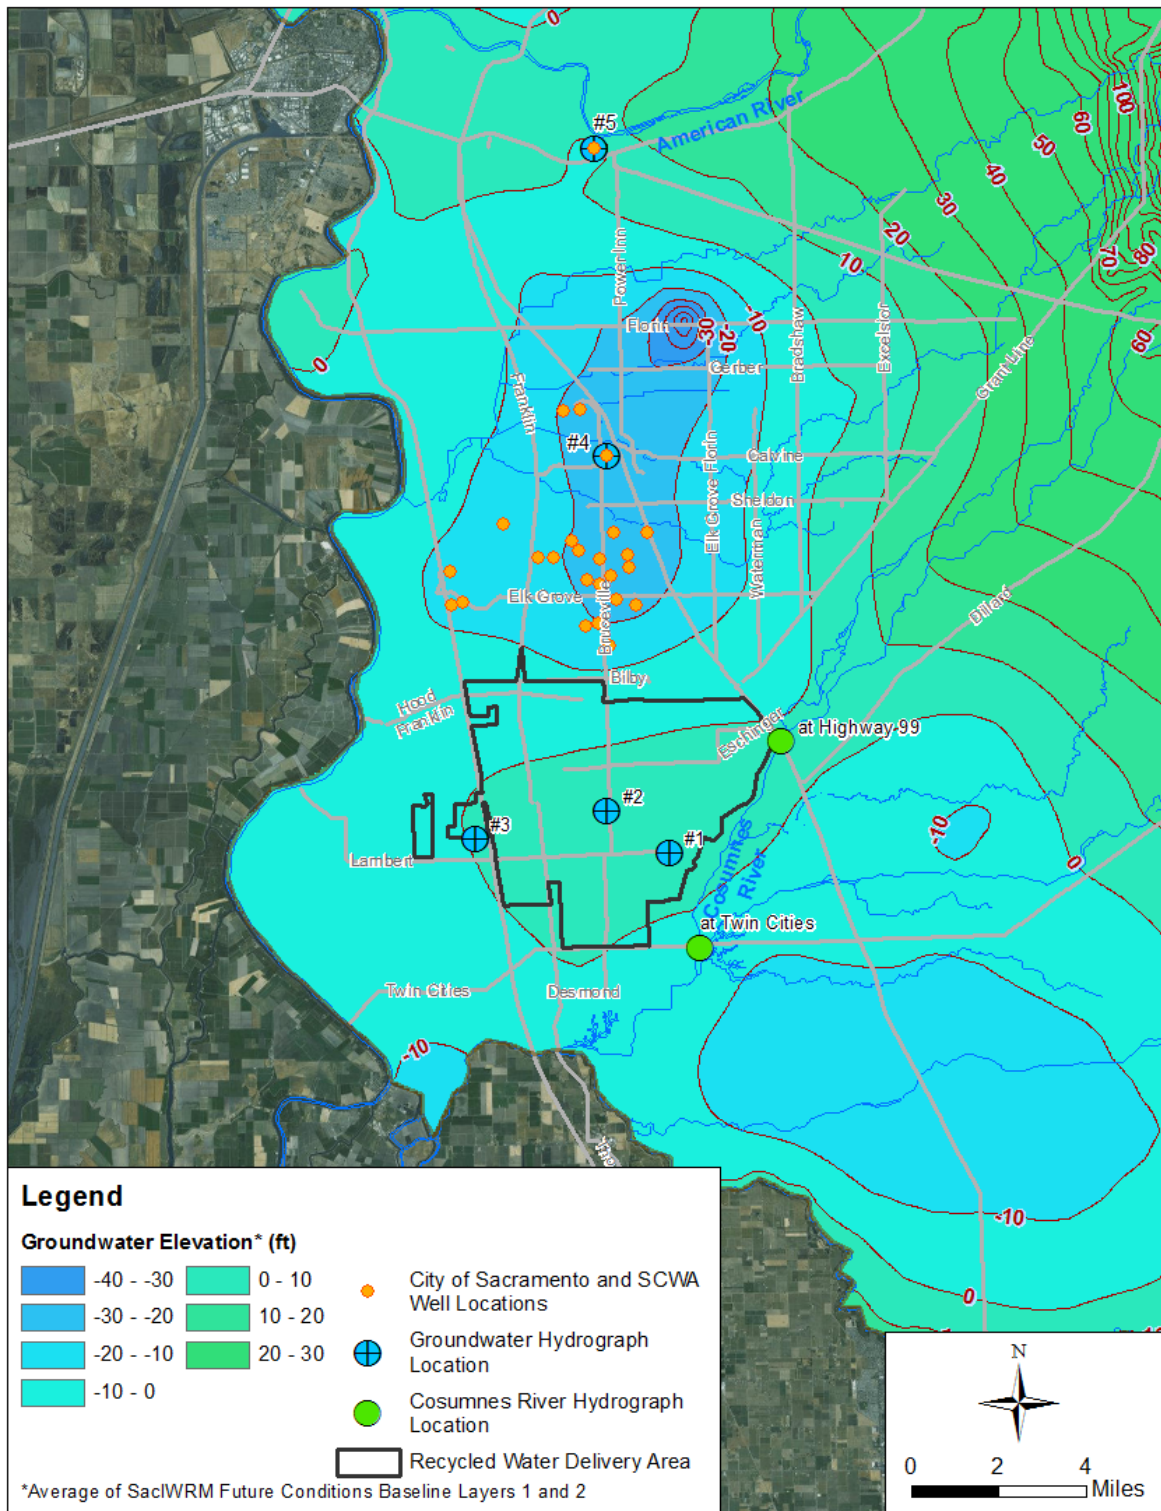 0
100
60
#5
American River
50
40
30
20
10
70
80
60
Power Inn
-10
-20
-30
Florin
Bradshaw
Excelsior
Grant Line
0
Gerber
Franklin
#4
Calvine
Elk Grove Florin
Sheldon
Waterman
Elk Grove
Bruceville
Dillard
Bilby
Hood
Franklin
Eschinger
at Highway 99
#2
#3
#1
-10
0
Lambert
Cosumnes
River
at Twin Cities
Twin Cities
Desmond
-10
-10
0
Legend
Groundwater Elevation* (ft)
-40 - -30
-30 - -20
-20 - -10
-10 - 0
0 - 10
10 - 20
20 - 30
City of Sacramento and SCWA
Well Locations
Groundwater Hydrograph
Location
Cosumnes River Hydrograph
Location
Recycled Water Delivery Area
*Average of SacIWRM Future Conditions Baseline Layers 1 and 2
N
0 2 4
Miles